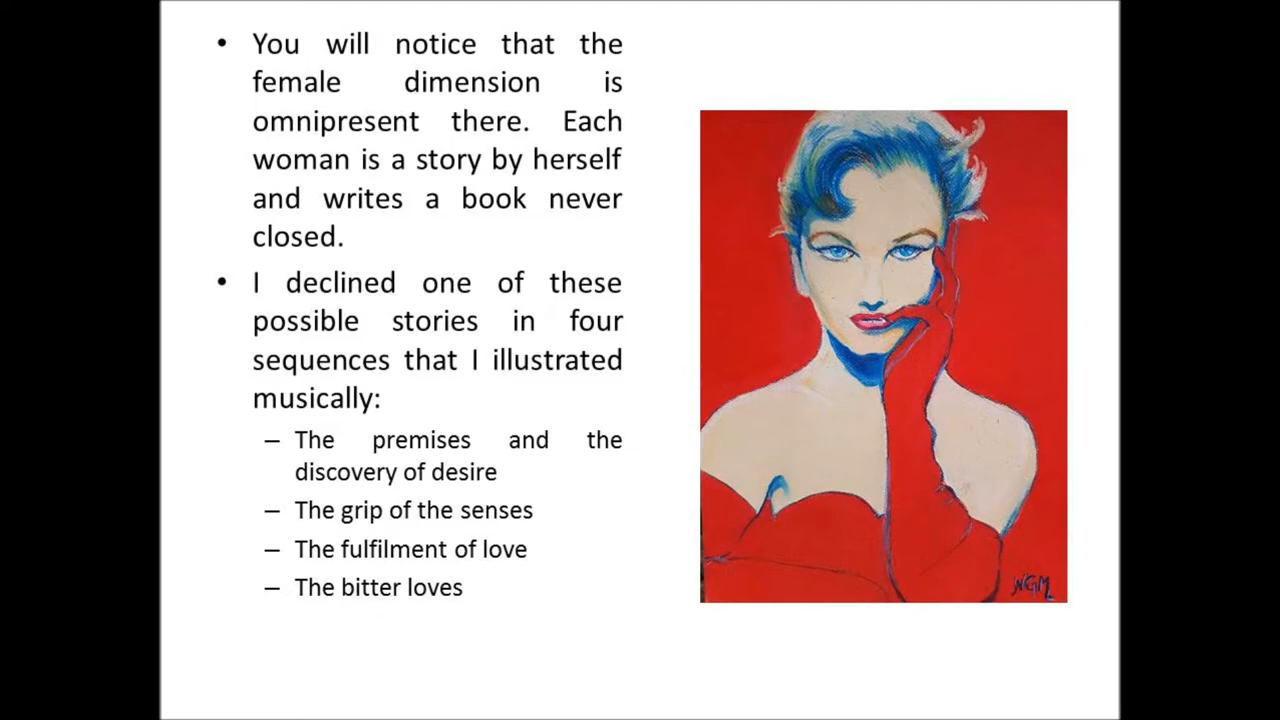 • You will notice that the
female dimension is
omnipresent there. Each
woman is a story by herself
and writes a book never
closed.
• I declined one of these
possible stories in four
sequences that I illustrated
musically:
– The premises and the
discovery of desire
– The grip of the senses
– The fulfilment of love
– The bitter loves